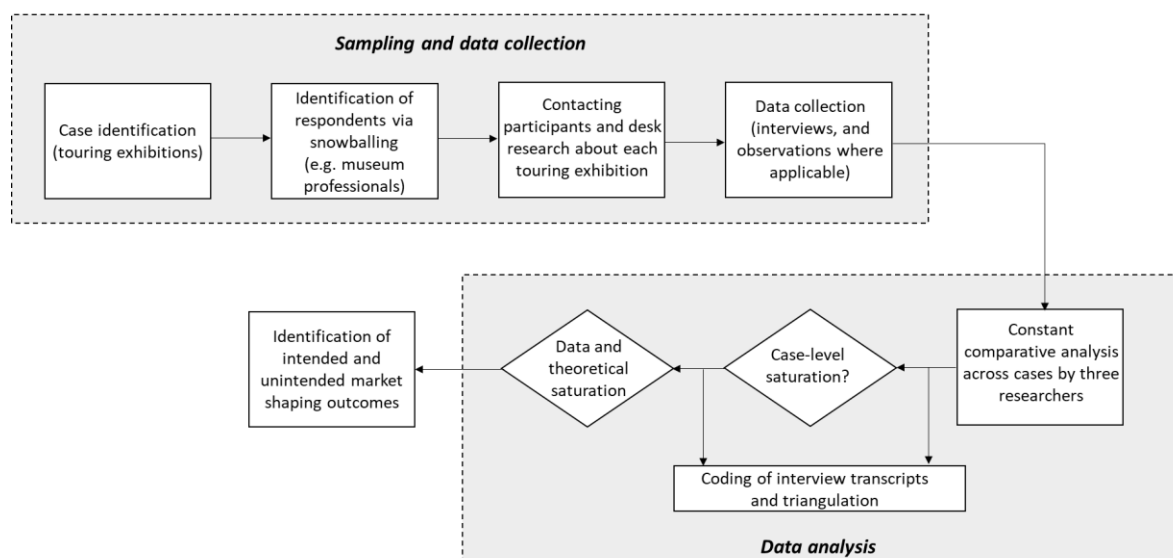 Sampling and data collection
Case identification
(touring exhibitions)
Identification of
respondents via
snowballing
(e.g. museum
professionals)
Contacting
participants and desk
research about each
touring exhibition
Data collection
(interviews, and
observations where
applicable)
Identification of
intended and
unintended market
shaping outcomes
Data and
theoretical
saturation
Case-level
saturation?
Constant
comparative analysis
across cases by three
researchers
Coding of interview transcripts
and triangulation
Data analysis